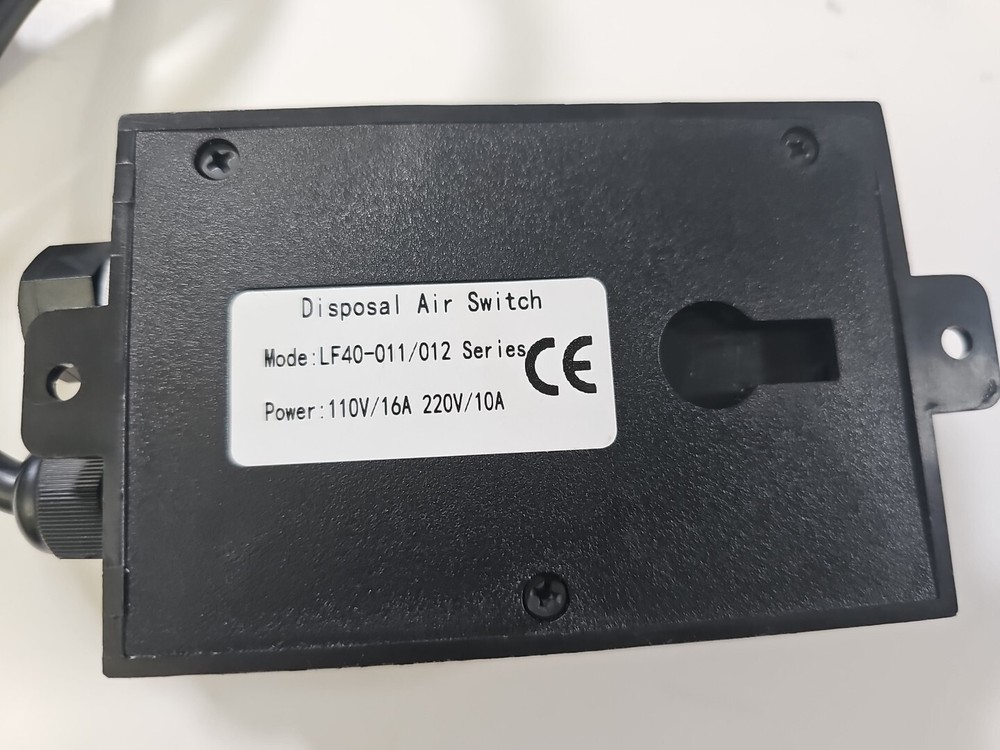 Disposal Air Switch
Mode:LF40-011/012 Series
CE
Power:110V/16A 220V/10A